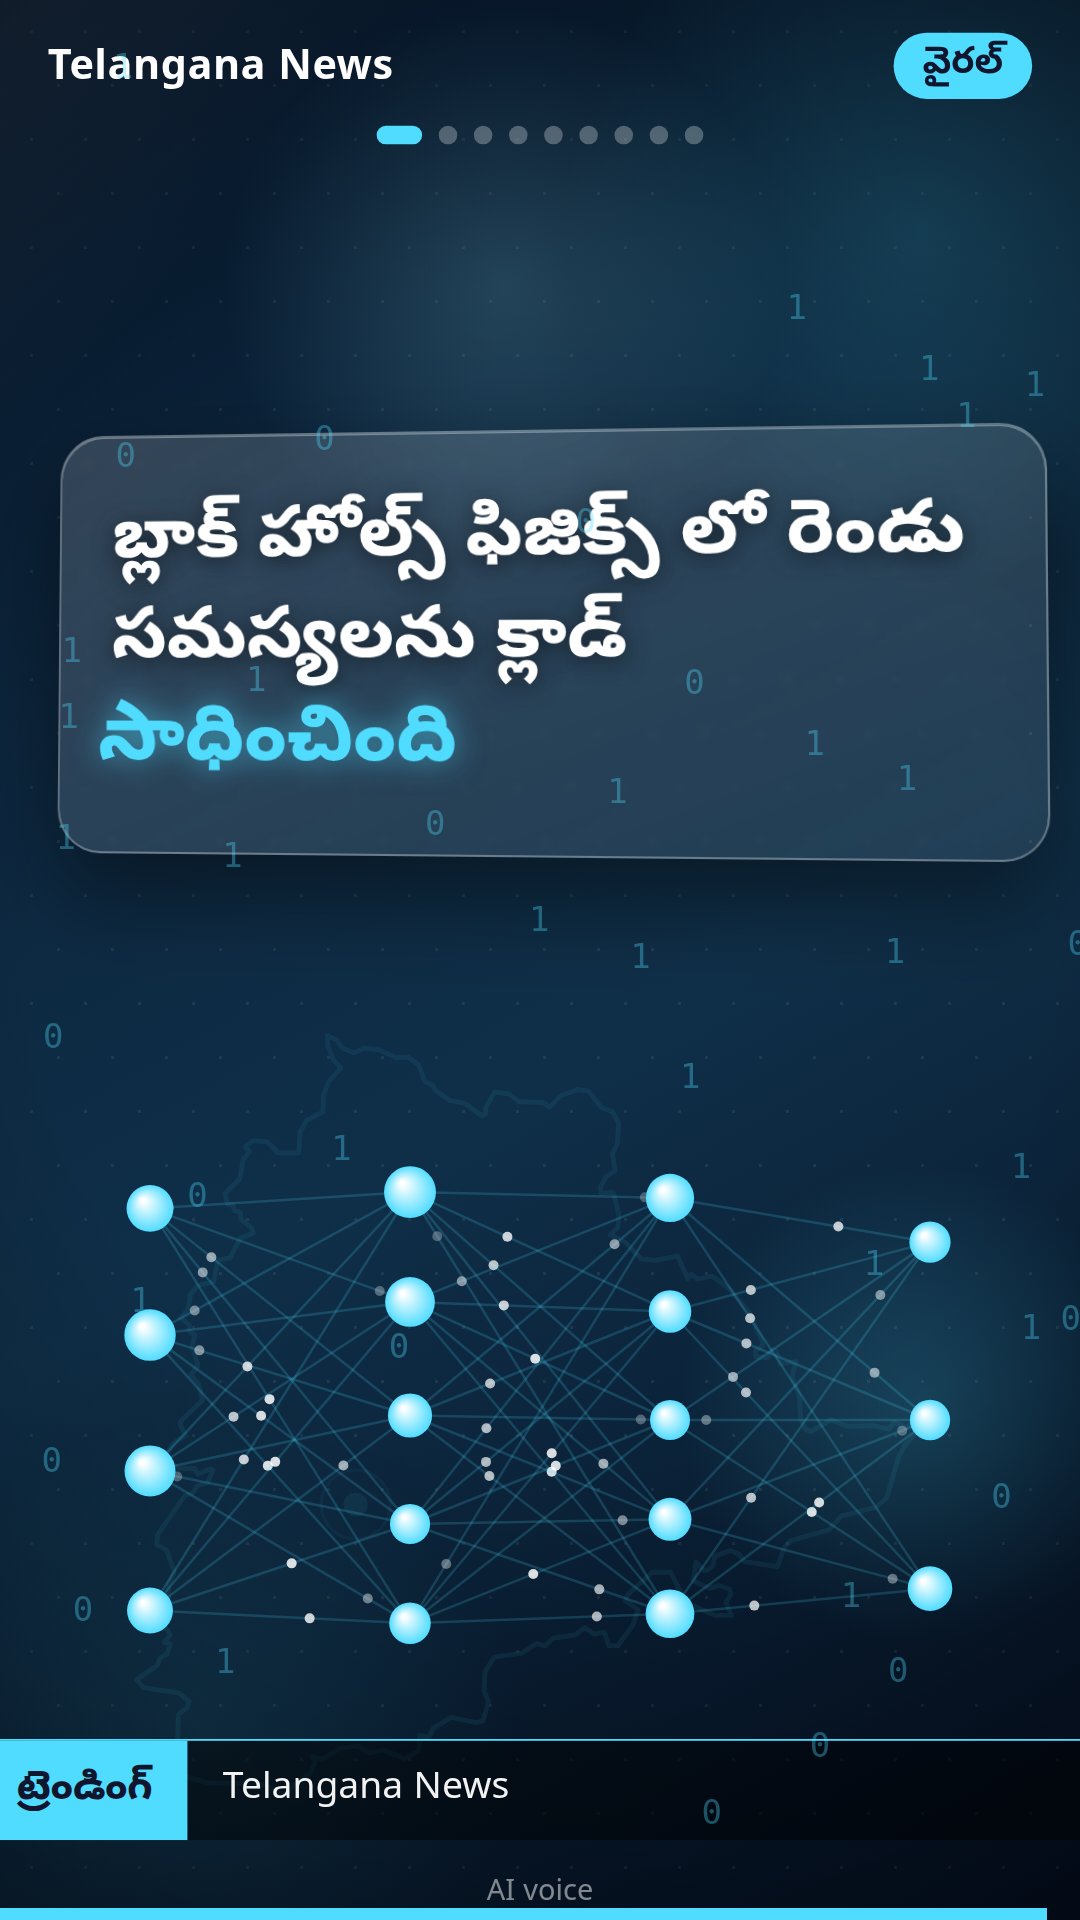 Telangana News
వైరల్
బ్లాక్ హోల్స్ ఫిజిక్స్ లో రెండు
సమస్యలను క్లాడ్
సాధించింది
ట్రెండింగ్
Telangana News
AI voice